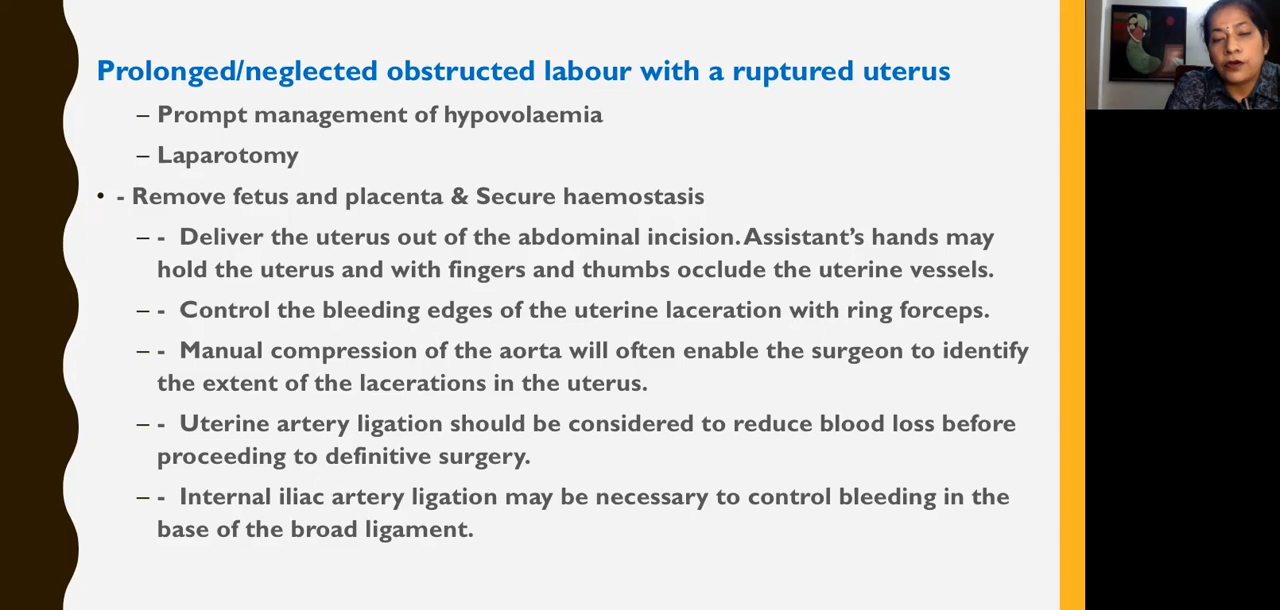 Prolonged/neglected obstructed labour with a ruptured uterus
– Prompt management of hypovolaemia
– Laparotomy
• - Remove fetus and placenta & Secure haemostasis
– - Deliver the uterus out of the abdominal incision. Assistant's hands may
hold the uterus and with fingers and thumbs occlude the uterine vessels.
– - Control the bleeding edges of the uterine laceration with ring forceps.
– - Manual compression of the aorta will often enable the surgeon to identify
the extent of the lacerations in the uterus.
– - Uterine artery ligation should be considered to reduce blood loss before
proceeding to definitive surgery.
– - Internal iliac artery ligation may be necessary to control bleeding in the
base of the broad ligament.